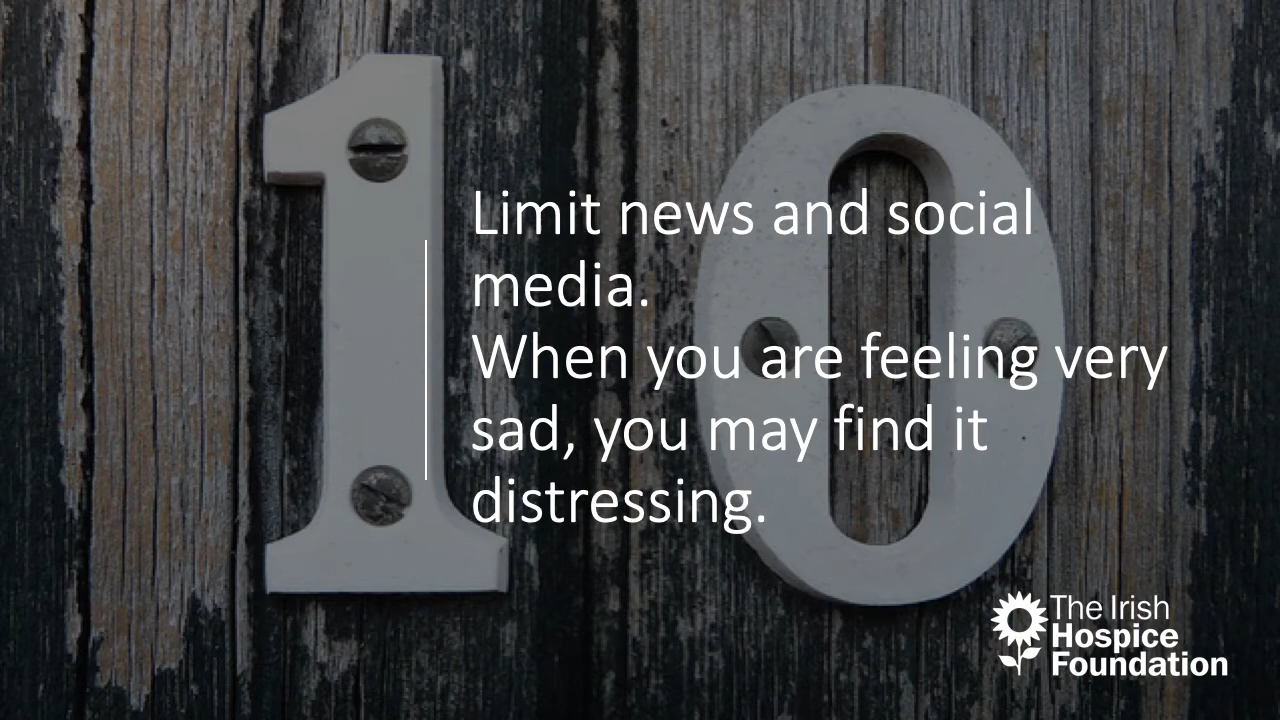 10
Limit news and social
media.
When you are feeling very
sad, you may find it
distressing.
The Irish
Hospice
Foundation